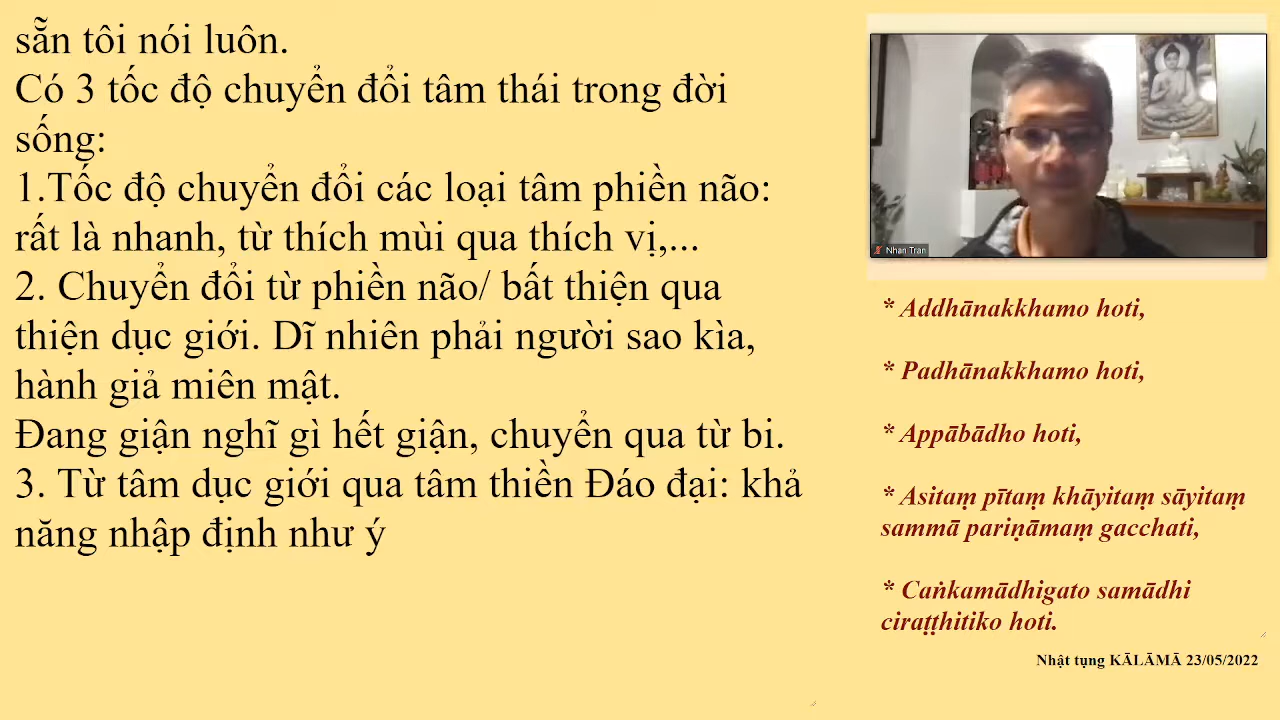 sẵn tôi nói luôn.
Có 3 tốc độ chuyển đổi tâm thái trong đời
sống:
1.Tốc độ chuyển đổi các loại tâm phiền não:
rất là nhanh, từ thích mùi qua thích vị,...
2. Chuyển đổi từ phiền não/ bất thiện qua
thiện dục giới. Dĩ nhiên phải người sao kìa,
hành giả miên mật.
Đang giận nghĩ gì hết giận, chuyển qua từ bi.
3. Từ tâm dục giới qua tâm thiền Đáo đại: khả
năng nhập định như ý
Nhan Tran
* Addhānakkhamo hoti,
* Padhānakkhamo hoti,
* Appābādho hoti,
* Asitaṃ pītaṃ khāyitaṃ sāyitaṃ
sammā pariṇāmaṃ gacchati,
* Caṅkamādhigato samādhi
ciraṭṭhitiko hoti.
Nhật tụng KĀLĀMĀ 23/05/2022